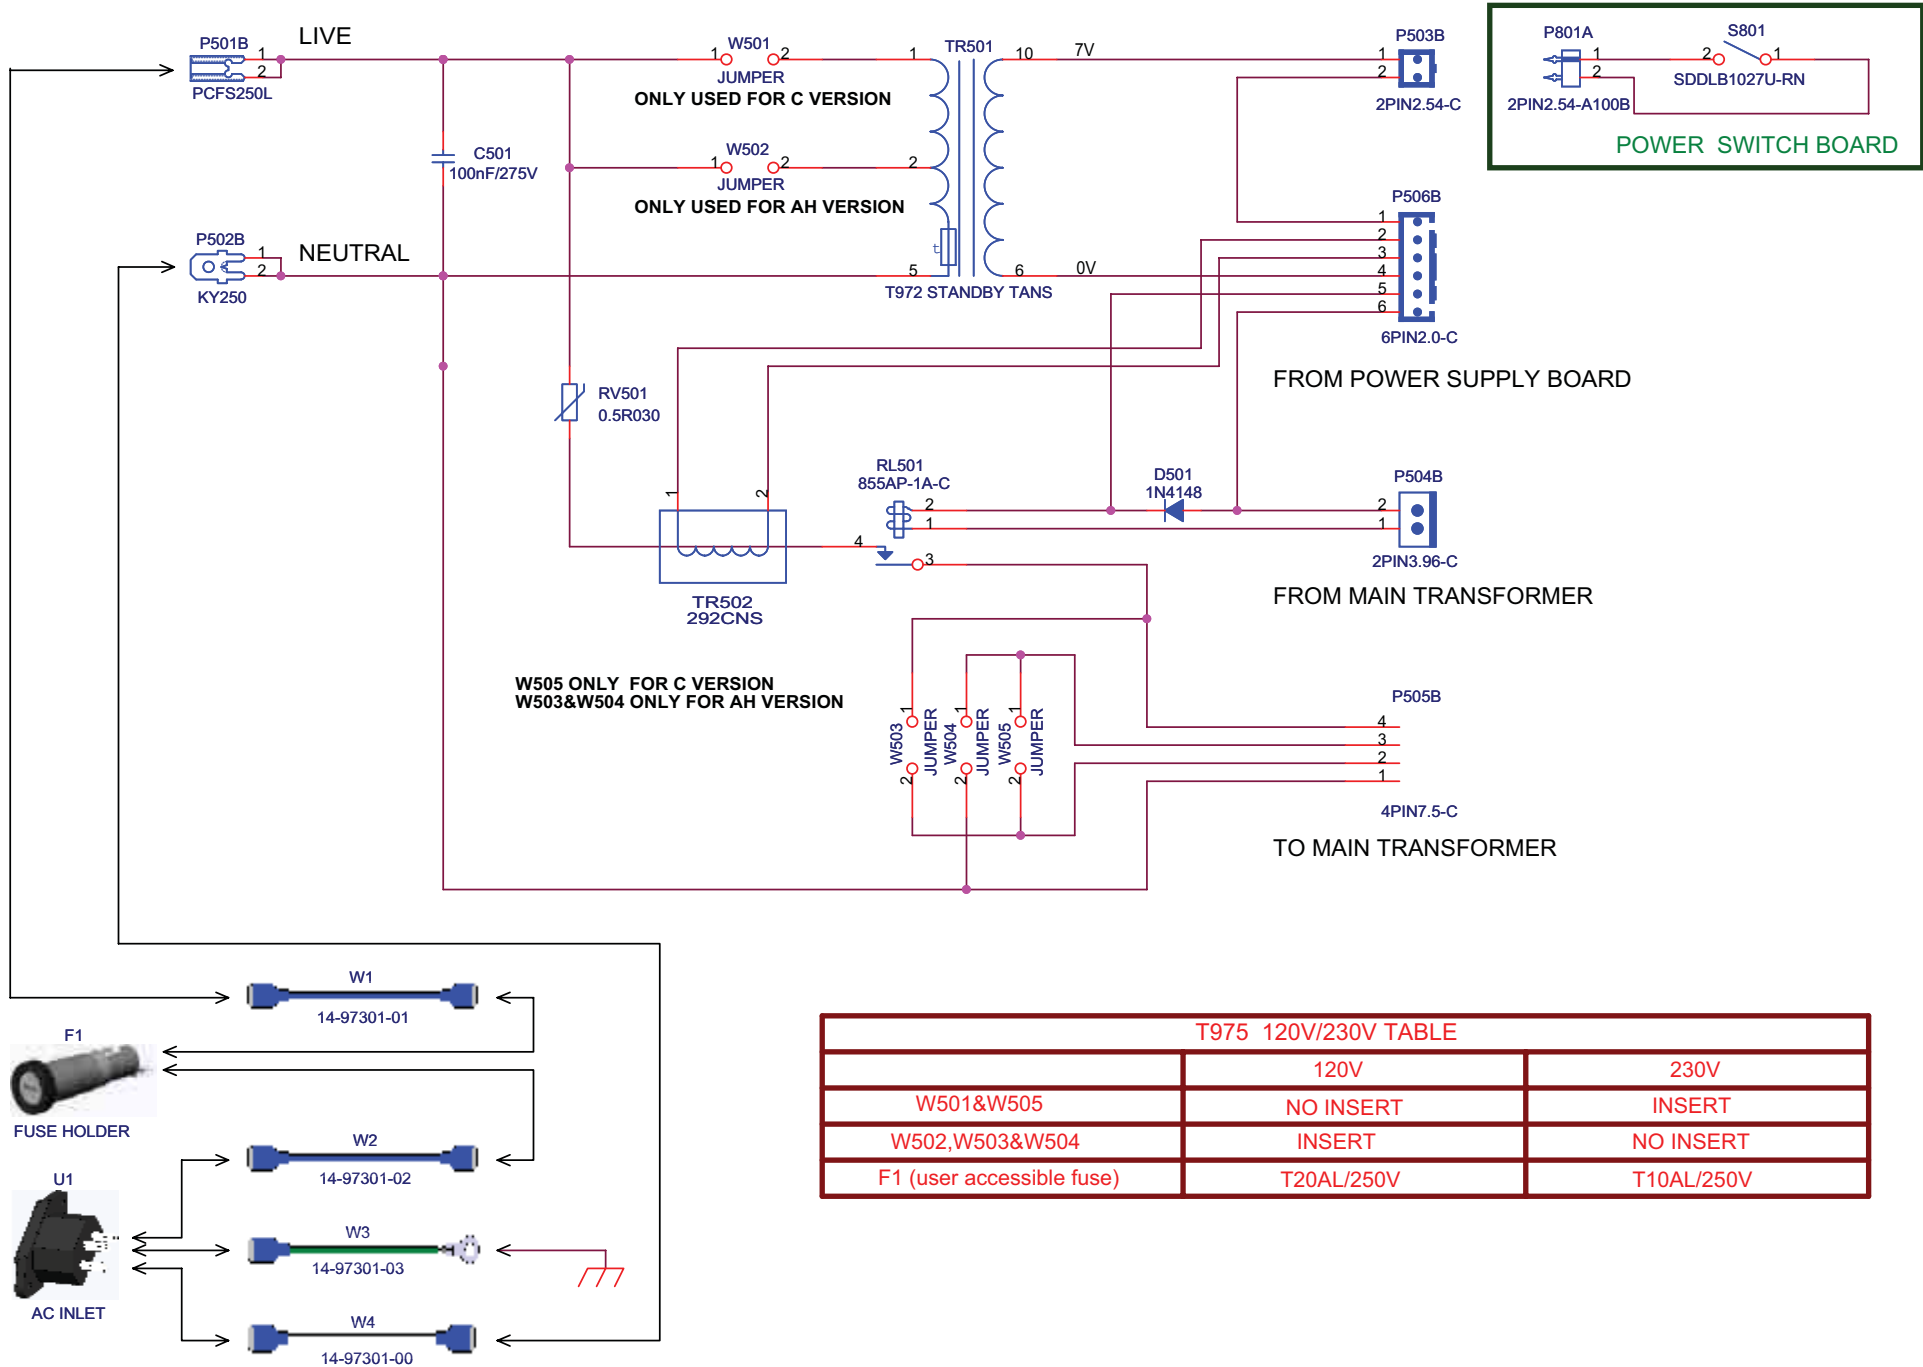 P501B
1
2
PCFS250L
LIVE
W501
1
2
JUMPER
ONLY USED FOR C VERSION
W502
1
2
JUMPER
ONLY USED FOR AH VERSION
C501
100nF/275V
P502B
1
2
KY250
NEUTRAL
TR501
1
2
5
10
6
7V
0V
T972 STANDBY TANS
t
P503B
1
2
2PIN2.54-C
P801A
1
2
2PIN2.54-A100B
S801
2
1
SDDLB1027U-RN
POWER  SWITCH BOARD
P506B
1
2
3
4
5
6
6PIN2.0-C
FROM POWER SUPPLY BOARD
RV501
0.5R030
1
2
TR502
292CNS
RL501
855AP-1A-C
2
1
4
3
D501
1N4148
P504B
2
1
2PIN3.96-C
FROM MAIN TRANSFORMER
W505 ONLY  FOR C VERSION
W503&W504 ONLY FOR AH VERSION
W503
1
2
JUMPER
W504
1
2
JUMPER
W505
1
2
JUMPER
P505B
4
3
2
1
4PIN7.5-C
TO MAIN TRANSFORMER
W1
14-97301-01
F1
FUSE HOLDER
W2
14-97301-02
U1
AC INLET
W3
14-97301-03
W4
14-97301-00
T975  120V/230V TABLE
120V 230V
W501&W505 NO INSERT INSERT
W502,W503&W504 INSERT NO INSERT
F1 (user accessible fuse) T20AL/250V T10AL/250V